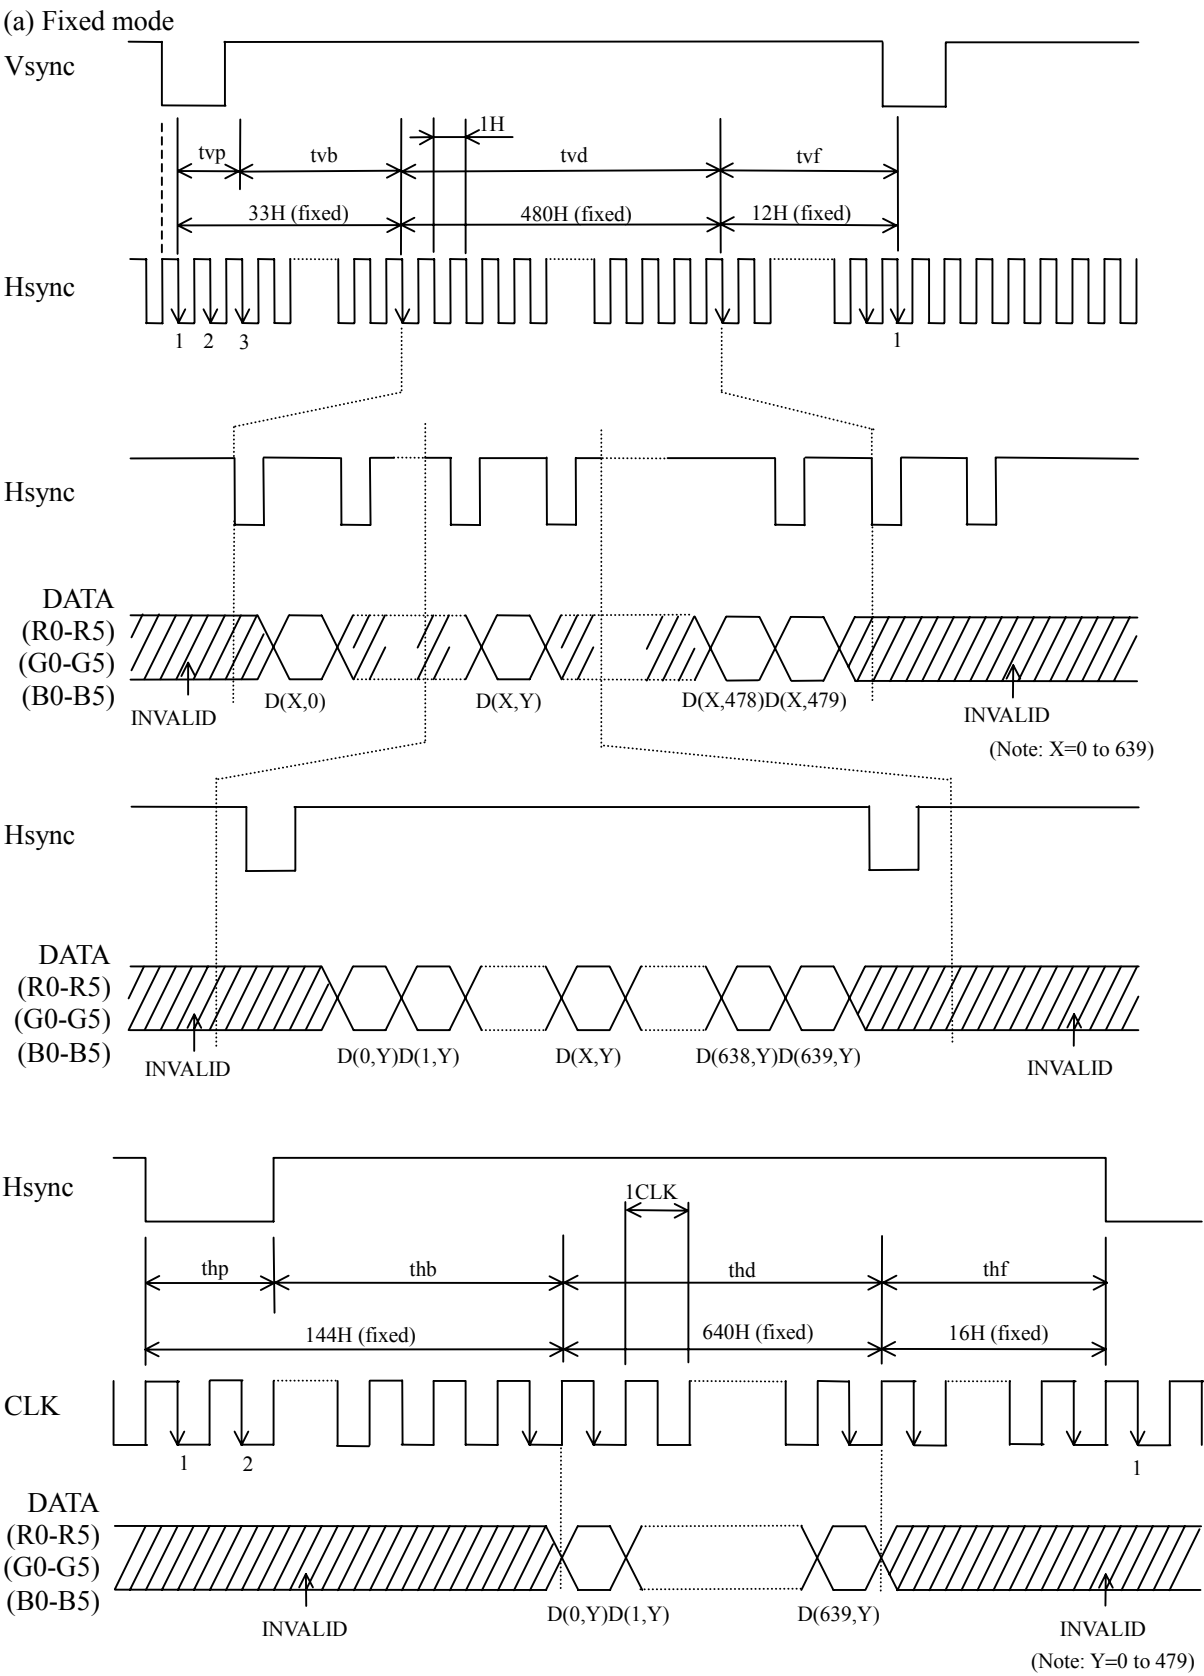 (a) Fixed mode
Vsync
1H
tvp tvb tvd tvf
33H (fixed) 480H (fixed) 12H (fixed)
Hsync
1 2 3 1
Hsync
DATA
(R0-R5)
(G0-G5)
(B0-B5)
D(X,0) D(X,Y) D(X,478)D(X,479)
INVALID INVALID
(Note: X=0 to 639)
Hsync
DATA
(R0-R5)
(G0-G5)
(B0-B5)
D(0,Y)D(1,Y) D(X,Y) D(638,Y)D(639,Y)
INVALID INVALID
Hsync
1CLK
thp thb thd thf
144H (fixed) 640H (fixed) 16H (fixed)
CLK
1 2 1
DATA
(R0-R5)
(G0-G5)
(B0-B5)
D(0,Y)D(1,Y) D(639,Y)
INVALID INVALID
(Note: Y=0 to 479)